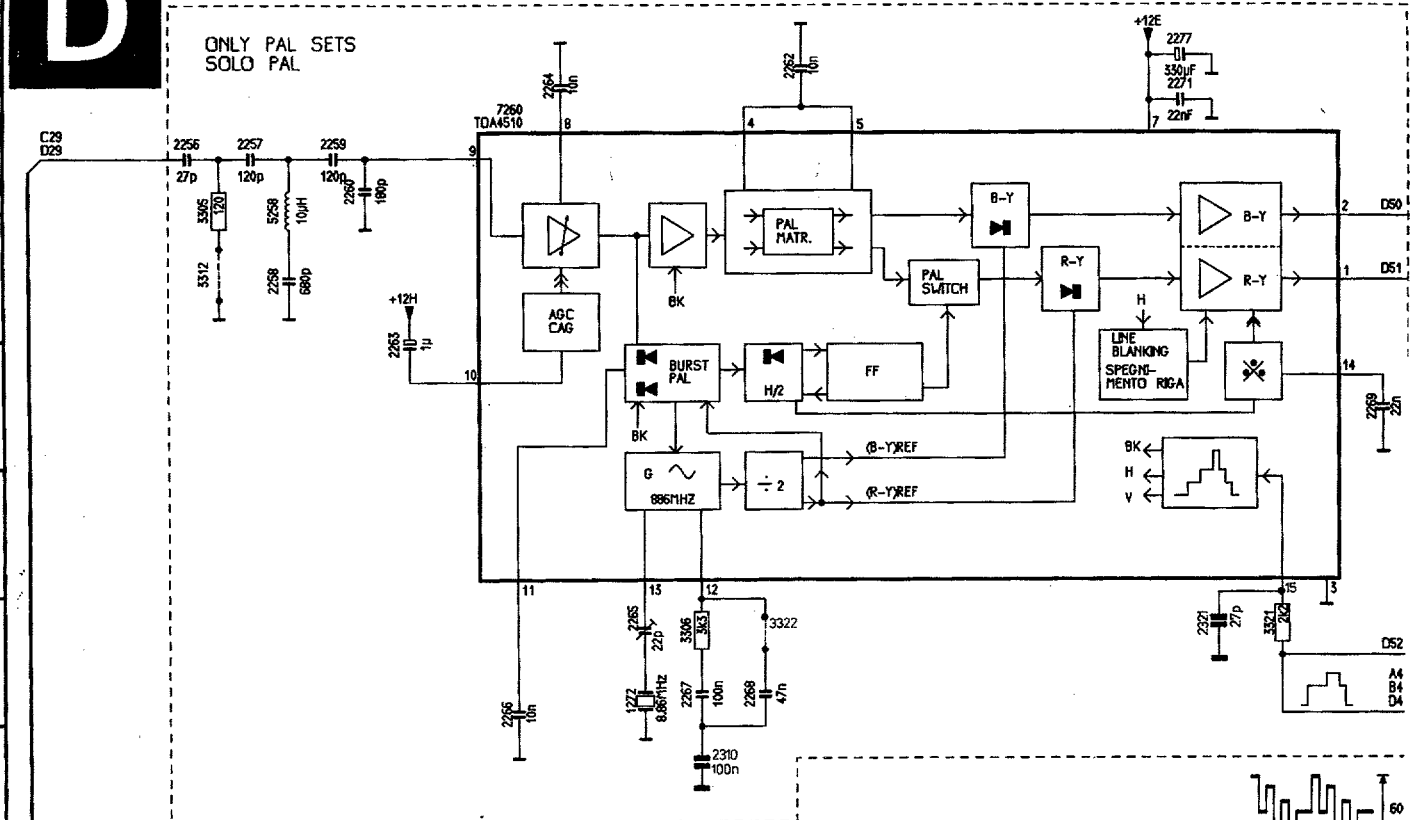 D
ONLY PAL SETS
SOLO PAL
+12E
2277
330µF
2271
22nF
7
2264
10n
8
2262
10n
4
5
7260
TDA4510
C29
D29
2256
27p
2257
120p
2259
120p
2260
180p
9
3305
120
5258
10µH
3312
2258
680p
+12H
2263
1µ
10
AGC
CAG
BK
PAL
MATR.
B-Y
R-Y
PAL
SWITCH
B-Y
R-Y
2
D50
1
D51
H
LINE
BLANKING
SPEGNI-
MENTO RIGA
14
2269
22n
BURST
PAL
H/2
FF
BK
G
886MHZ
÷ 2
(B-Y)REF
(R-Y)REF
BK
H
V
11
13
12
15
3
2265
22p
3306
3K3
3322
1272
8.86MHz
2267
100n
2268
47n
2266
10n
2310
100n
2321
27p
3321
2k2
D52
A4
B4
D4
60